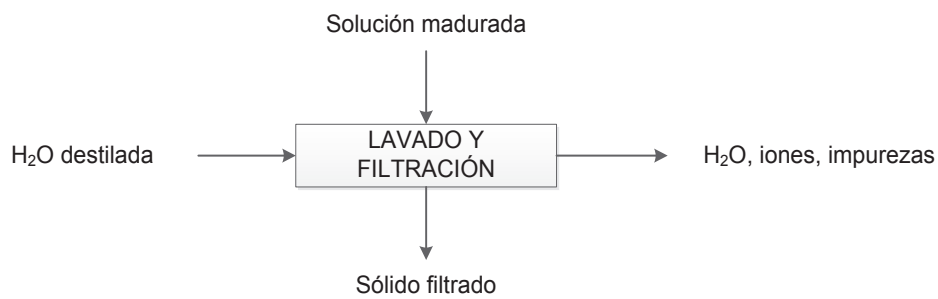 Solución madurada
H₂O destilada
LAVADO Y
FILTRACIÓN
H₂O, iones, impurezas
Sólido filtrado